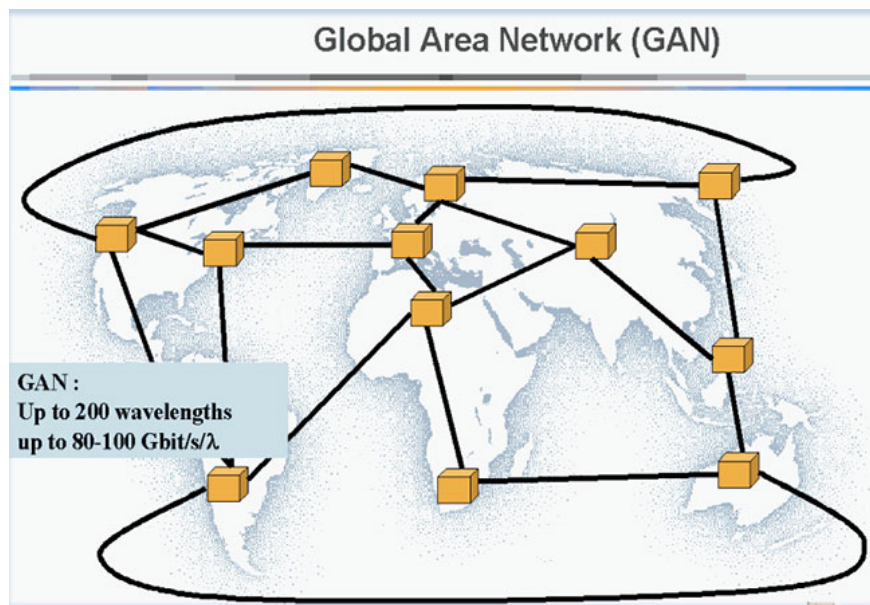 Global Area Network (GAN)
GAN :
Up to 200 wavelengths
up to 80-100 Gbit/s/λ